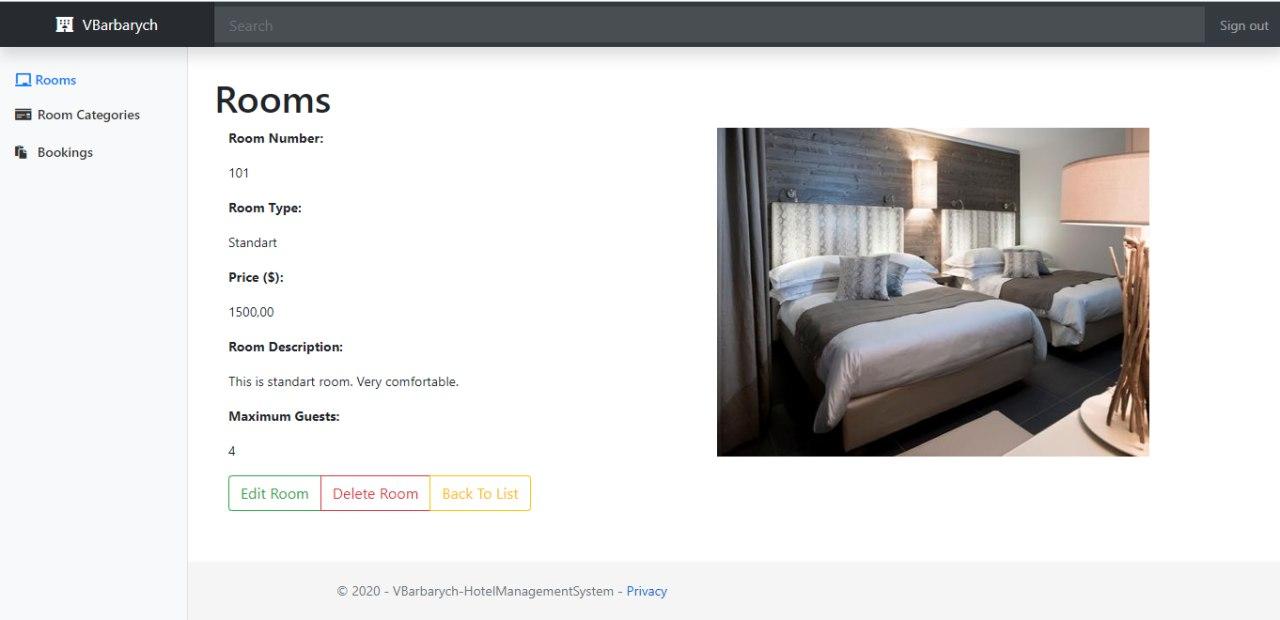 VBarbarych
Search
Sign out
Rooms
Room Categories
Bookings
Rooms
Room Number:
101
Room Type:
Standart
Price ($):
1500,00
Room Description:
This is standart room. Very comfortable.
Maximum Guests:
4
Edit Room
Delete Room
Back To List
© 2020 - VBarbarych-HotelManagementSystem - Privacy